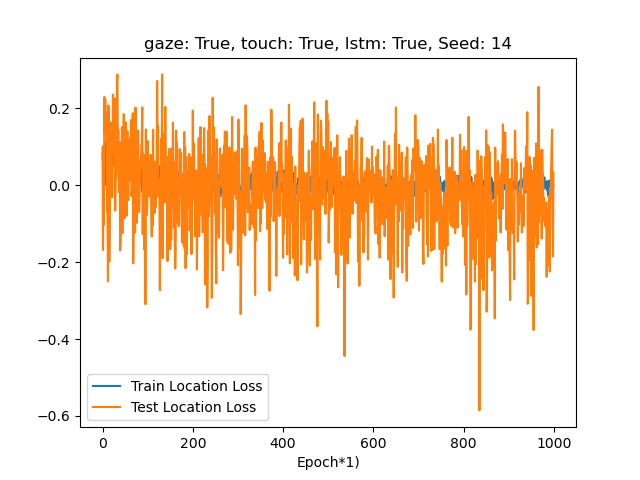 gaze: True, touch: True, lstm: True, Seed: 14
0.2
0.0
−0.2
−0.4
−0.6
Train Location Loss
Test Location Loss
0 200 400 600 800 1000
Epoch*1)